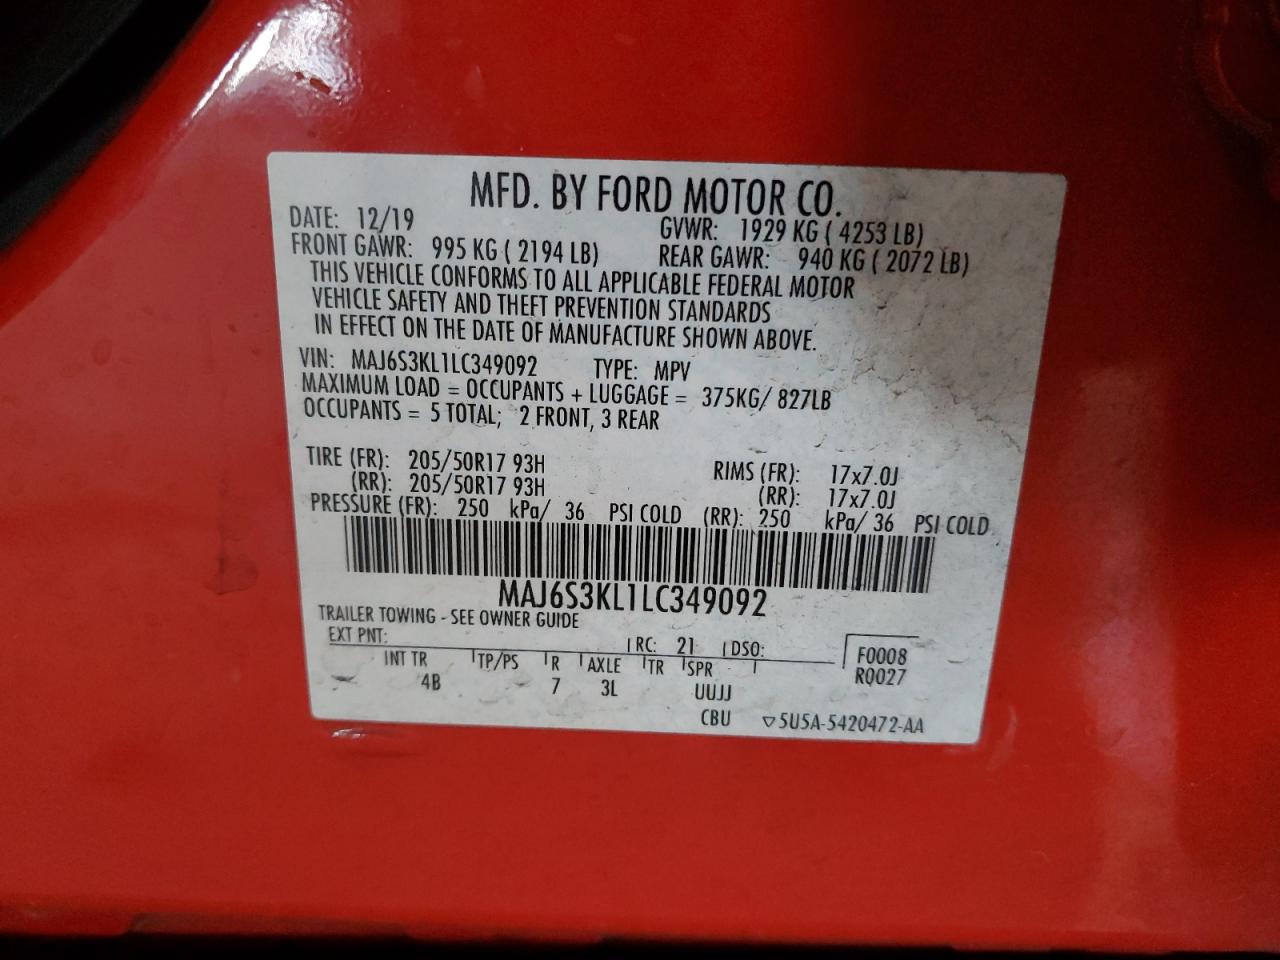 MFD. BY FORD MOTOR CO.
DATE: 12/19 GVWR: 1929 KG ( 4253 LB)
FRONT GAWR: 995 KG ( 2194 LB) REAR GAWR: 940 KG ( 2072 LB)
THIS VEHICLE CONFORMS TO ALL APPLICABLE FEDERAL MOTOR
VEHICLE SAFETY AND THEFT PREVENTION STANDARDS
IN EFFECT ON THE DATE OF MANUFACTURE SHOWN ABOVE.
VIN: MAJ6S3KL1LC349092 TYPE: MPV
MAXIMUM LOAD = OCCUPANTS + LUGGAGE = 375KG/ 827LB
OCCUPANTS = 5 TOTAL; 2 FRONT, 3 REAR
TIRE (FR): 205/50R17 93H RIMS (FR): 17x7.0J
(RR): 205/50R17 93H (RR): 17x7.0J
PRESSURE (FR): 250 kPa/ 36 PSI COLD (RR): 250 kPa/ 36 PSI COLD
MAJ6S3KL1LC349092
TRAILER TOWING - SEE OWNER GUIDE
EXT PNT: RC: 21 DSO: F0008
INT TR TP/PS R AXLE TR SPR R0027
4B 7 3L UUJJ
CBU ▽5U5A-5420472-AA